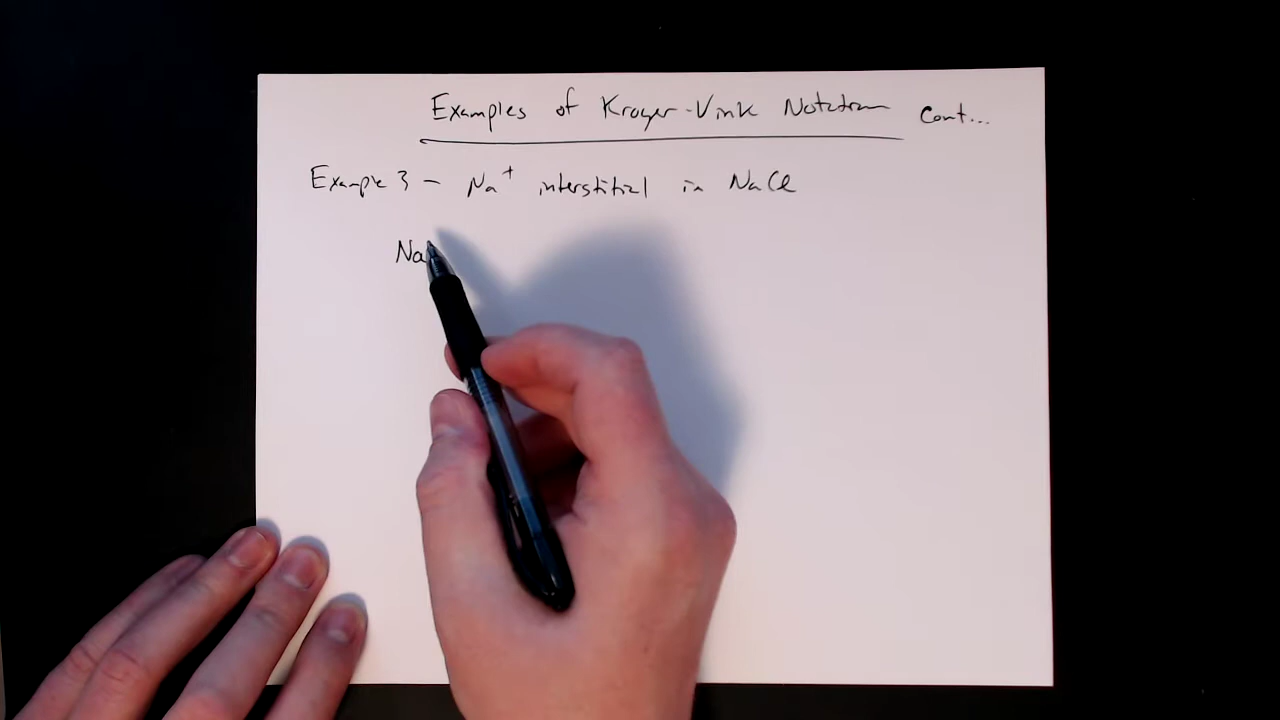 Examples of Kroger-Vink Notation Cont...
Example 3 - Na⁺ interstitial in NaCl
Na